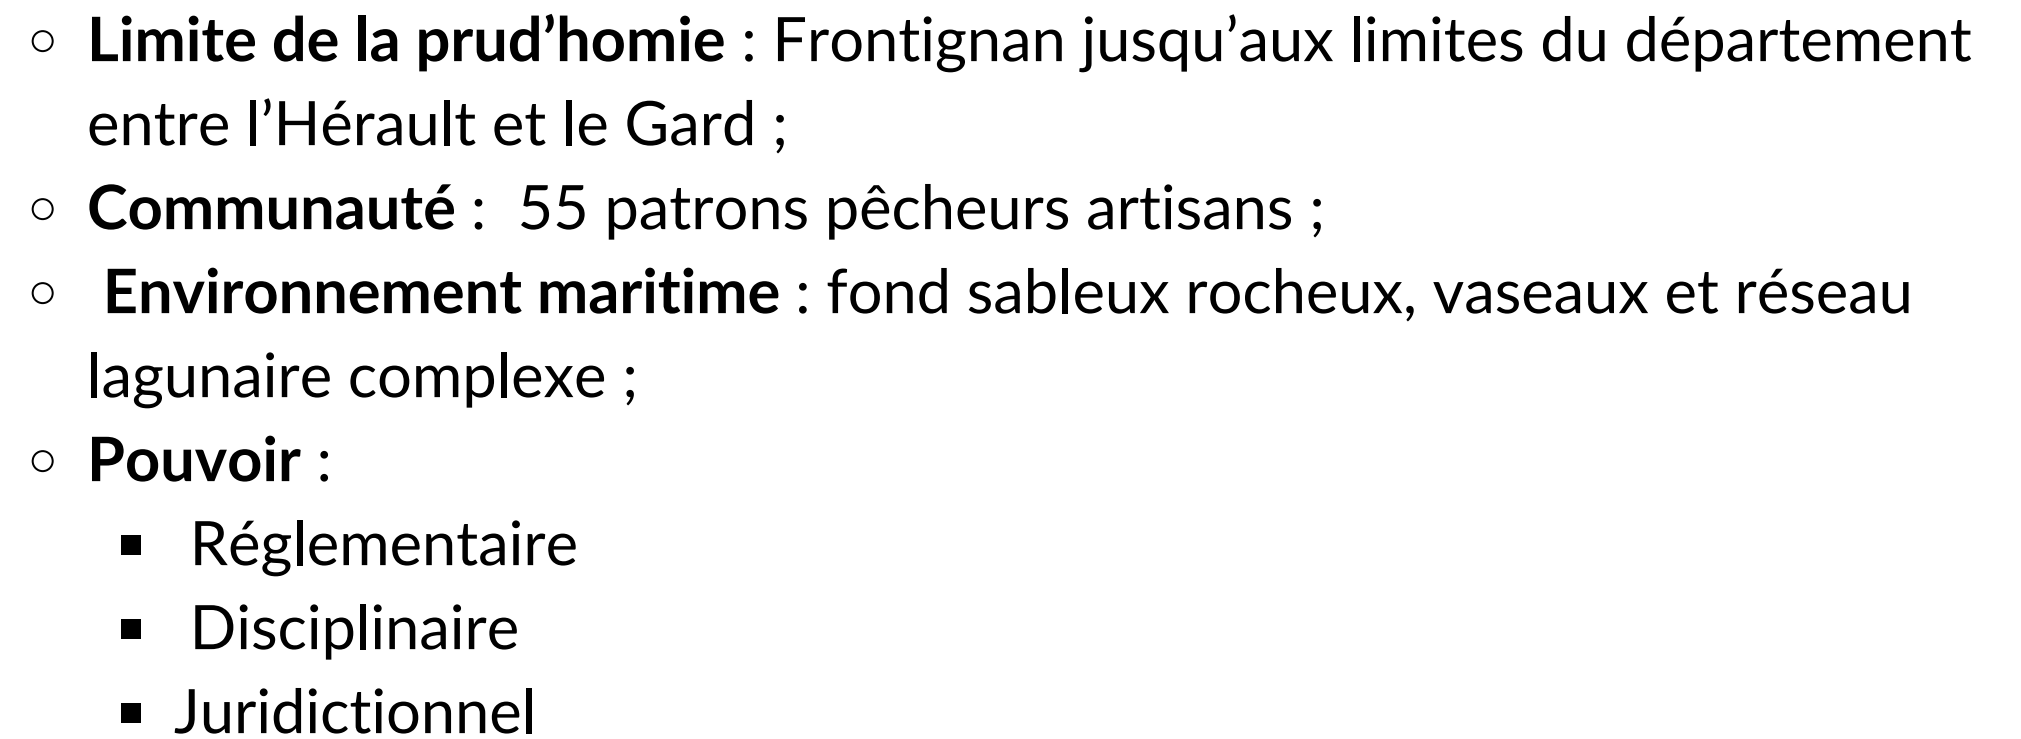 ○ Limite de la prud’homie : Frontignan jusqu’aux limites du département
entre l’Hérault et le Gard ;
○ Communauté :  55 patrons pêcheurs artisans ;
○ Environnement maritime : fond sableux rocheux, vaseaux et réseau
lagunaire complexe ;
○ Pouvoir :
▪ Réglementaire
▪ Disciplinaire
▪ Juridictionnel